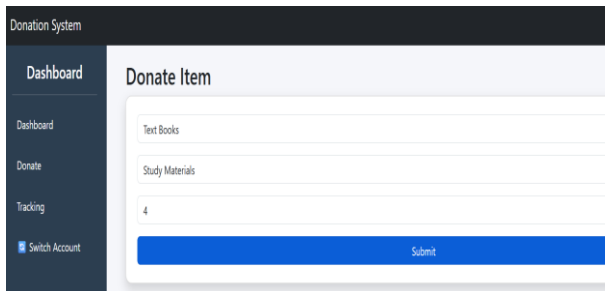 Donation System
Dashboard
Dashboard
Donate
Tracking
Switch Account
Donate Item
Text Books
Study Materials
4
Submit